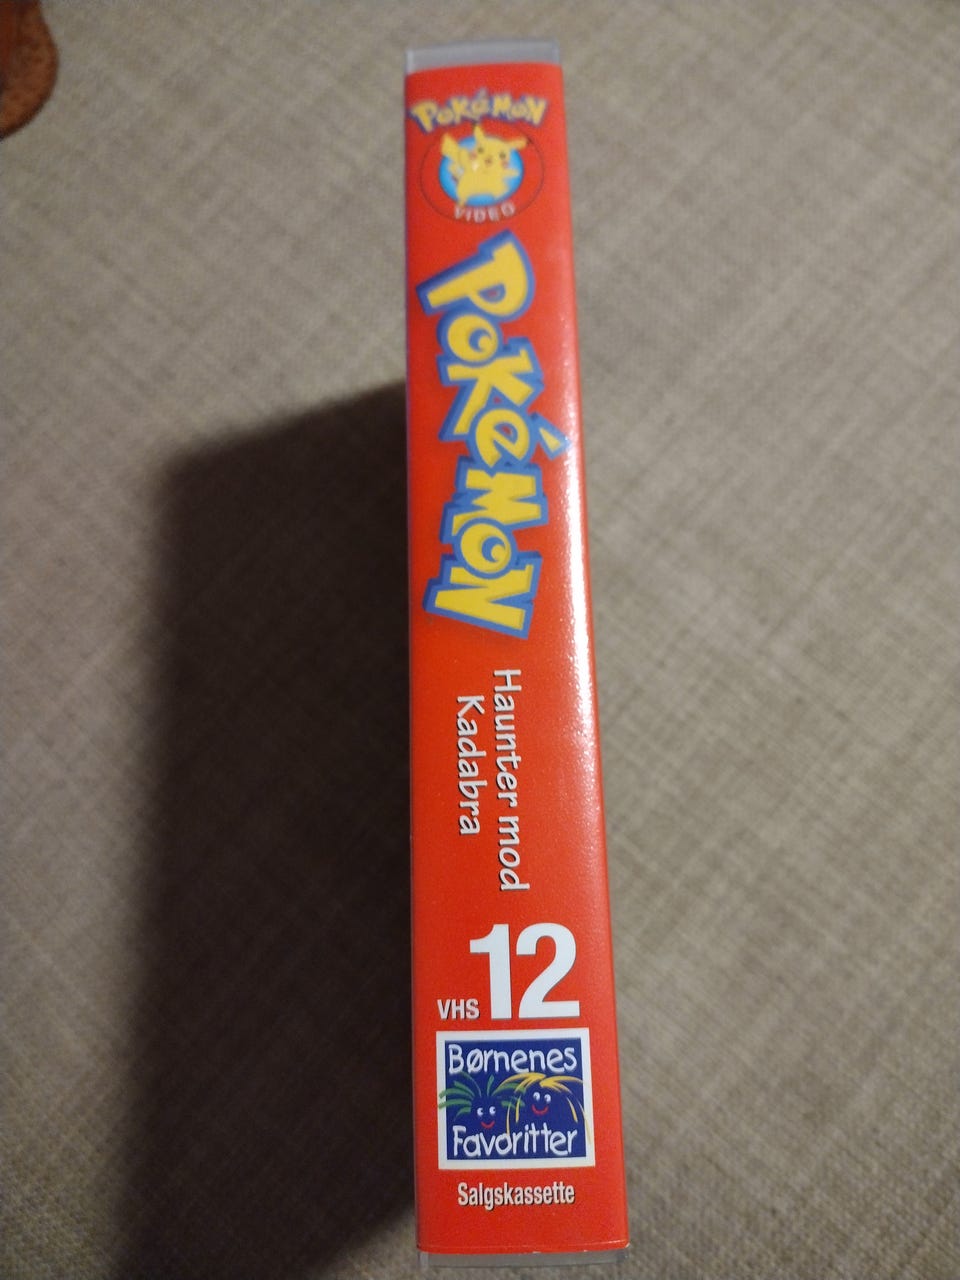 POKéMON
VIDEO
POKéMON
Haunter mod
Kadabra
VHS 12
Børnenes
Favoritter
Salgskassette